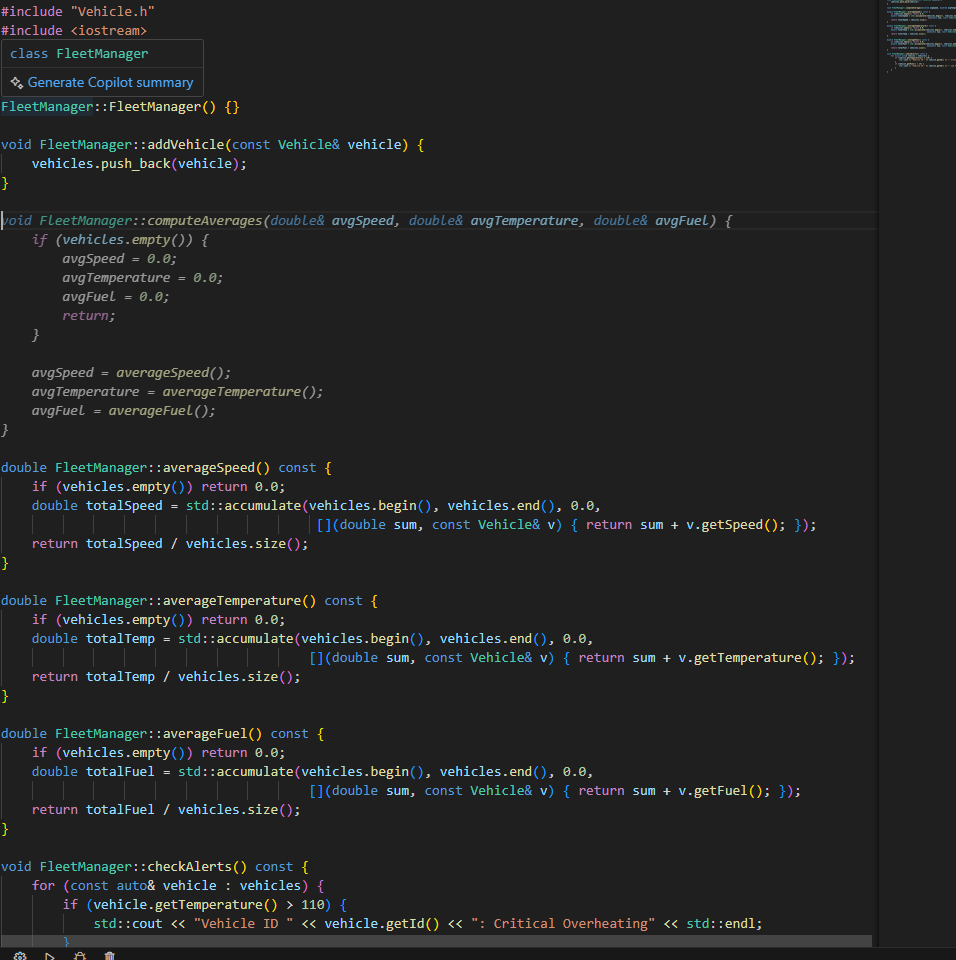 #include "Vehicle.h"
#include <iostream>
class FleetManager
Generate Copilot summary
FleetManager::FleetManager() {}
void FleetManager::addVehicle(const Vehicle& vehicle) {
    vehicles.push_back(vehicle);
}
void FleetManager::computeAverages(double& avgSpeed, double& avgTemperature, double& avgFuel) {
    if (vehicles.empty()) {
        avgSpeed = 0.0;
        avgTemperature = 0.0;
        avgFuel = 0.0;
        return;
    }
    avgSpeed = averageSpeed();
    avgTemperature = averageTemperature();
    avgFuel = averageFuel();
}
double FleetManager::averageSpeed() const {
    if (vehicles.empty()) return 0.0;
    double totalSpeed = std::accumulate(vehicles.begin(), vehicles.end(), 0.0,
                                         [](double sum, const Vehicle& v) { return sum + v.getSpeed(); });
    return totalSpeed / vehicles.size();
}
double FleetManager::averageTemperature() const {
    if (vehicles.empty()) return 0.0;
    double totalTemp = std::accumulate(vehicles.begin(), vehicles.end(), 0.0,
                                        [](double sum, const Vehicle& v) { return sum + v.getTemperature(); });
    return totalTemp / vehicles.size();
}
double FleetManager::averageFuel() const {
    if (vehicles.empty()) return 0.0;
    double totalFuel = std::accumulate(vehicles.begin(), vehicles.end(), 0.0,
                                        [](double sum, const Vehicle& v) { return sum + v.getFuel(); });
    return totalFuel / vehicles.size();
}
void FleetManager::checkAlerts() const {
    for (const auto& vehicle : vehicles) {
        if (vehicle.getTemperature() > 110) {
            std::cout << "Vehicle ID " << vehicle.getId() << ": Critical Overheating" << std::endl;
        }